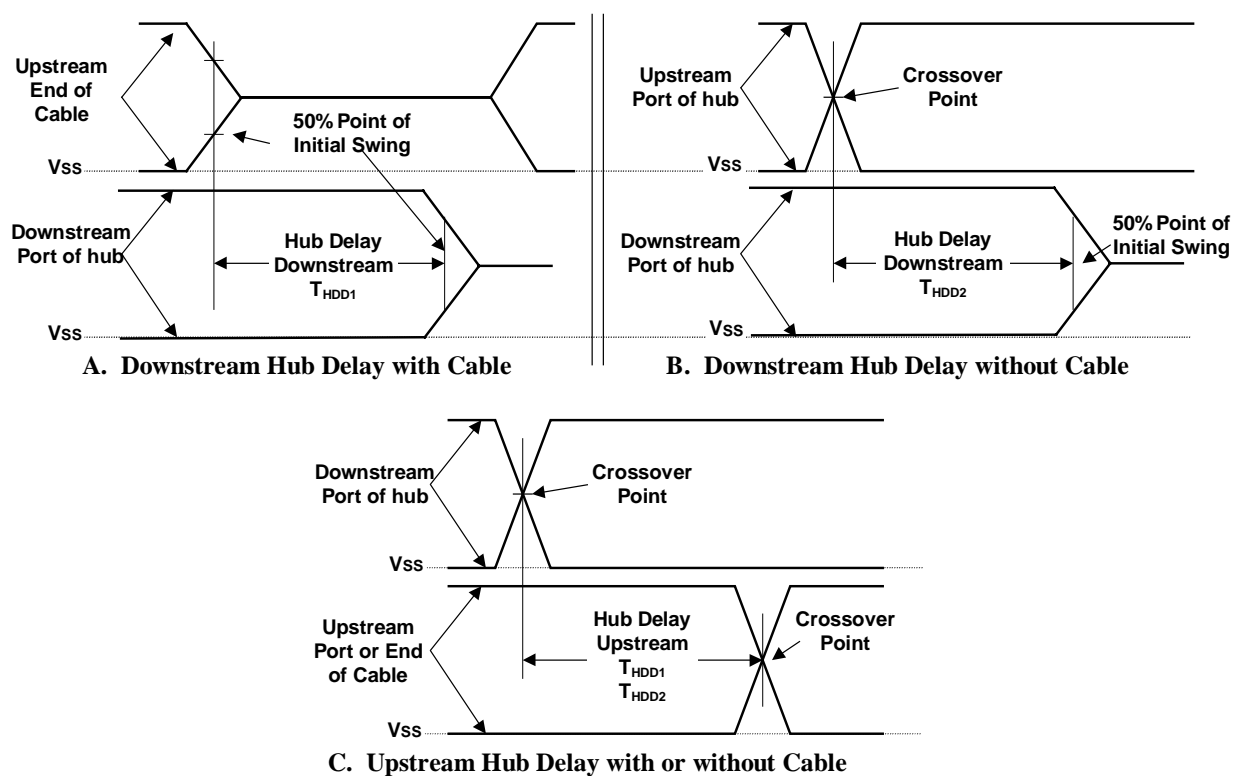 Upstream
End of
Cable
50% Point of
Initial Swing
VSS
Downstream
Port of hub
Hub Delay
Downstream
THDD1
VSS
A. Downstream Hub Delay with Cable
Upstream
Port of hub
Crossover
Point
VSS
Downstream
Port of hub
Hub Delay
Downstream
THDD2
50% Point of
Initial Swing
VSS
B. Downstream Hub Delay without Cable
Downstream
Port of hub
Crossover
Point
VSS
Upstream
Port or End
of Cable
Hub Delay
Upstream
THDD1
THDD2
Crossover
Point
VSS
C. Upstream Hub Delay with or without Cable